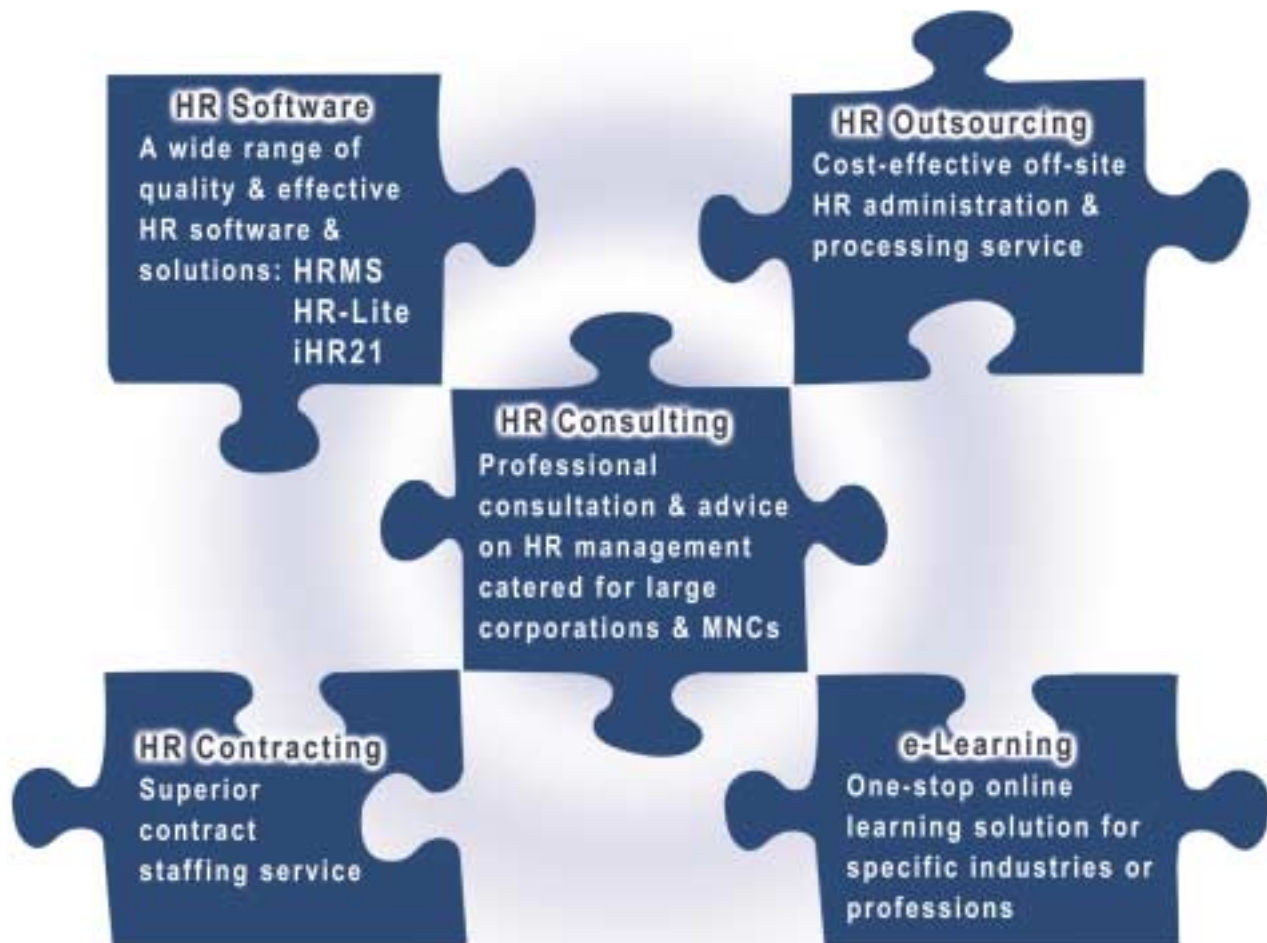 HR Software
A wide range of
quality & effective
HR software &
solutions: HRMS
HR-Lite
iHR21
HR Outsourcing
Cost-effective off-site
HR administration &
processing service
HR Consulting
Professional
consultation & advice
on HR management
catered for large
corporations & MNCs
HR Contracting
Superior
contract
staffing service
e-Learning
One-stop online
learning solution for
specific industries or
professions